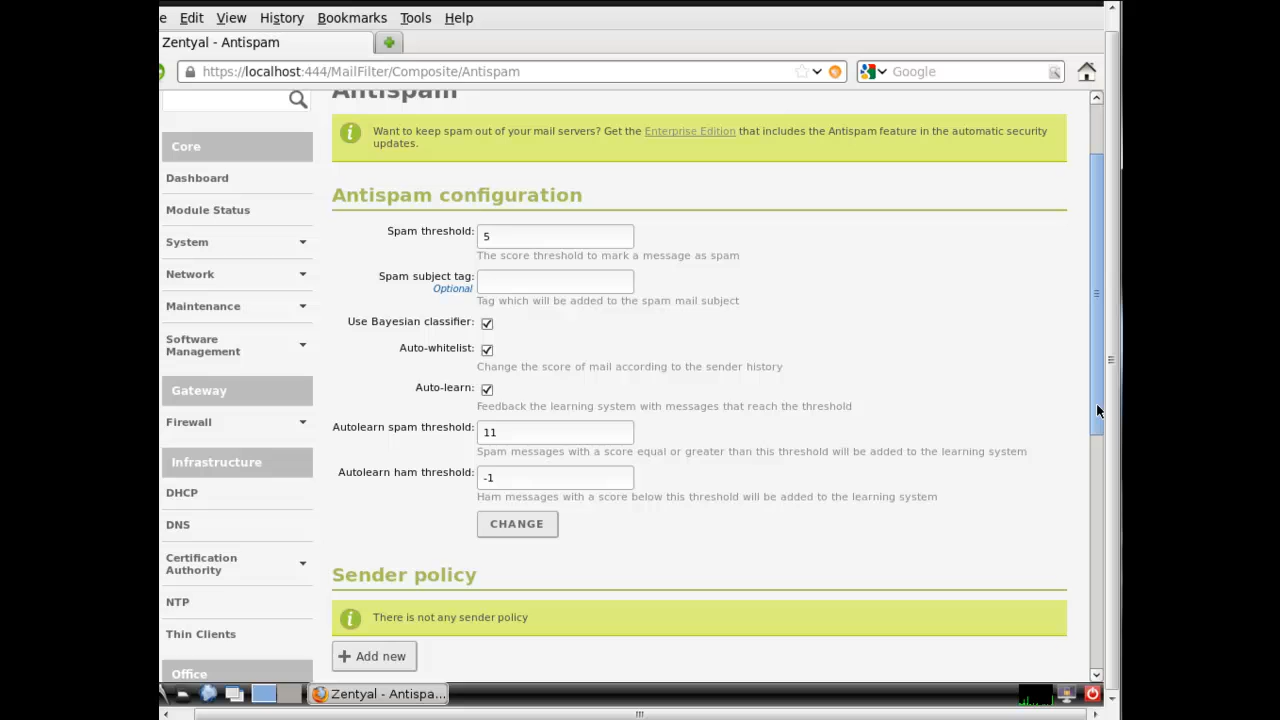 e Edit View History Bookmarks Tools Help
Zentyal - Antispam
https://localhost:444/MailFilter/Composite/Antispam
Google
Antispam
Want to keep spam out of your mail servers? Get the Enterprise Edition that includes the Antispam feature in the automatic security
updates.
Core
Dashboard
Module Status
System
Network
Maintenance
Software
Management
Gateway
Firewall
Infrastructure
DHCP
DNS
Certification
Authority
NTP
Thin Clients
Office
Antispam configuration
Spam threshold: 5
The score threshold to mark a message as spam
Spam subject tag:
Optional
Tag which will be added to the spam mail subject
Use Bayesian classifier:
Auto-whitelist:
Change the score of mail according to the sender history
Auto-learn:
Feedback the learning system with messages that reach the threshold
Autolearn spam threshold: 11
Spam messages with a score equal or greater than this threshold will be added to the learning system
Autolearn ham threshold: -1
Ham messages with a score below this threshold will be added to the learning system
CHANGE
Sender policy
There is not any sender policy
Add new
Zentyal - Antispa...